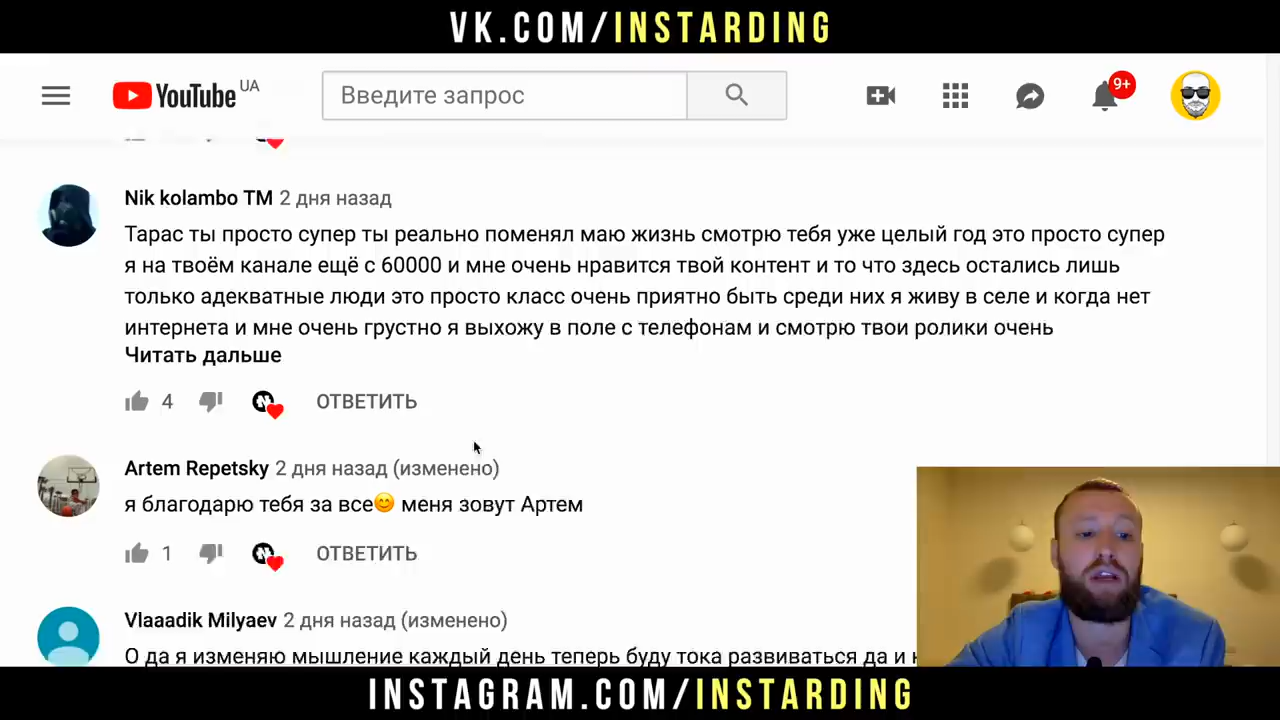 VK.COM/INSTARDING
YouTube UA
Введите запрос
9+
Nik kolambo TM 2 дня назад
Тарас ты просто супер ты реально поменял маю жизнь смотрю тебя уже целый год это просто супер
я на твоём канале ещё с 60000 и мне очень нравится твой контент и то что здесь остались лишь
только адекватные люди это просто класс очень приятно быть среди них я живу в селе и когда нет
интернета и мне очень грустно я выхожу в поле с телефонам и смотрю твои ролики очень
Читать дальше
4 ОТВЕТИТЬ
Artem Repetsky 2 дня назад (изменено)
я благодарю тебя за все😊 меня зовут Артем
1 ОТВЕТИТЬ
Vlaaadik Milyaev 2 дня назад (изменено)
О да я изменяю мышление каждый день теперь буду тока развиваться да и
INSTAGRAM.COM/INSTARDING